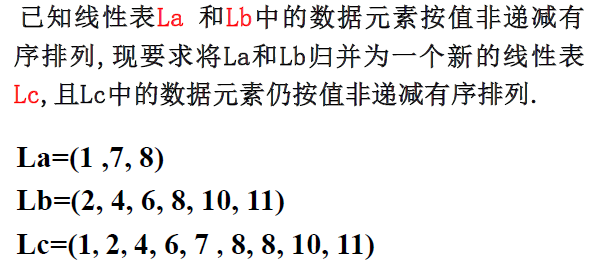 已知线性表La 和Lb中的数据元素按值非递减有
序排列,现要求将La和Lb归并为一个新的线性表
Lc,且Lc中的数据元素仍按值非递减有序排列.
La=(1 ,7, 8)
Lb=(2, 4, 6, 8, 10, 11)
Lc=(1, 2, 4, 6, 7 , 8, 8, 10, 11)